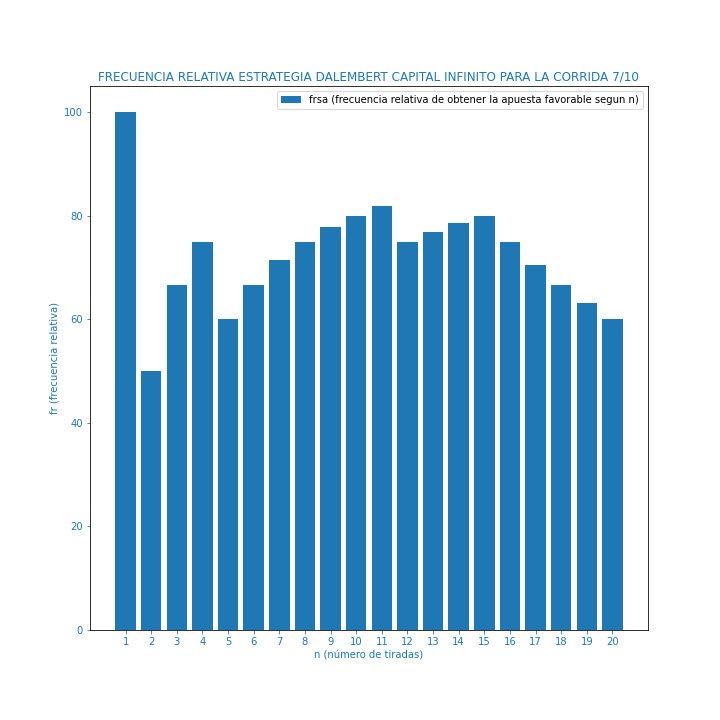 FRECUENCIA RELATIVA ESTRATEGIA DALEMBERT CAPITAL INFINITO PARA LA CORRIDA 7/10
frsa (frecuencia relativa de obtener la apuesta favorable segun n)
100
80
60
40
20
0
fr (frecuencia relativa)
1 2 3 4 5 6 7 8 9 10 11 12 13 14 15 16 17 18 19 20
n (número de tiradas)